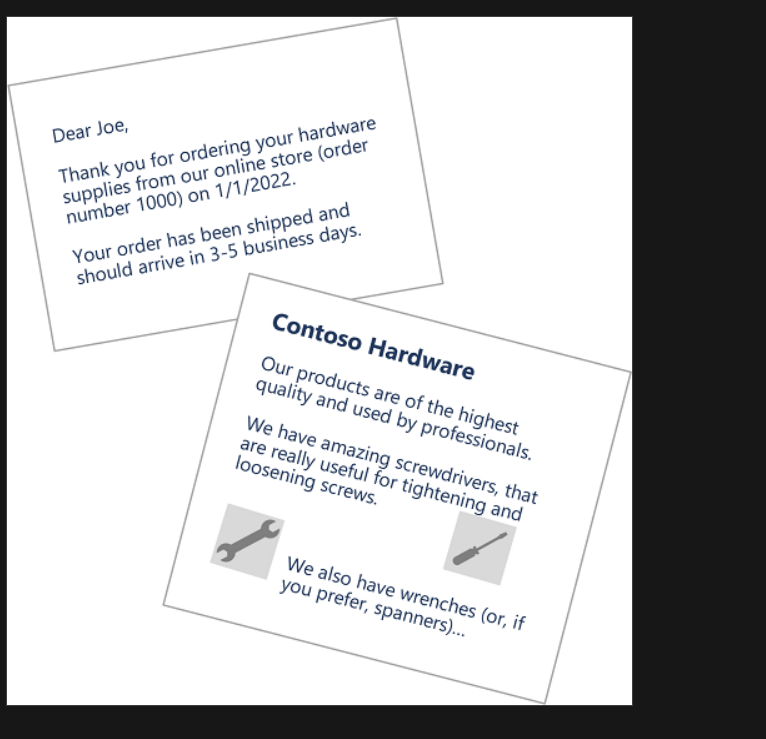 Dear Joe,
Thank you for ordering your hardware
supplies from our online store (order
number 1000) on 1/1/2022.
Your order has been shipped and
should arrive in 3-5 business days.
Contoso Hardware
Our products are of the highest
quality and used by professionals.
We have amazing screwdrivers, that
are really useful for tightening and
loosening screws.
We also have wrenches (or, if
you prefer, spanners)...